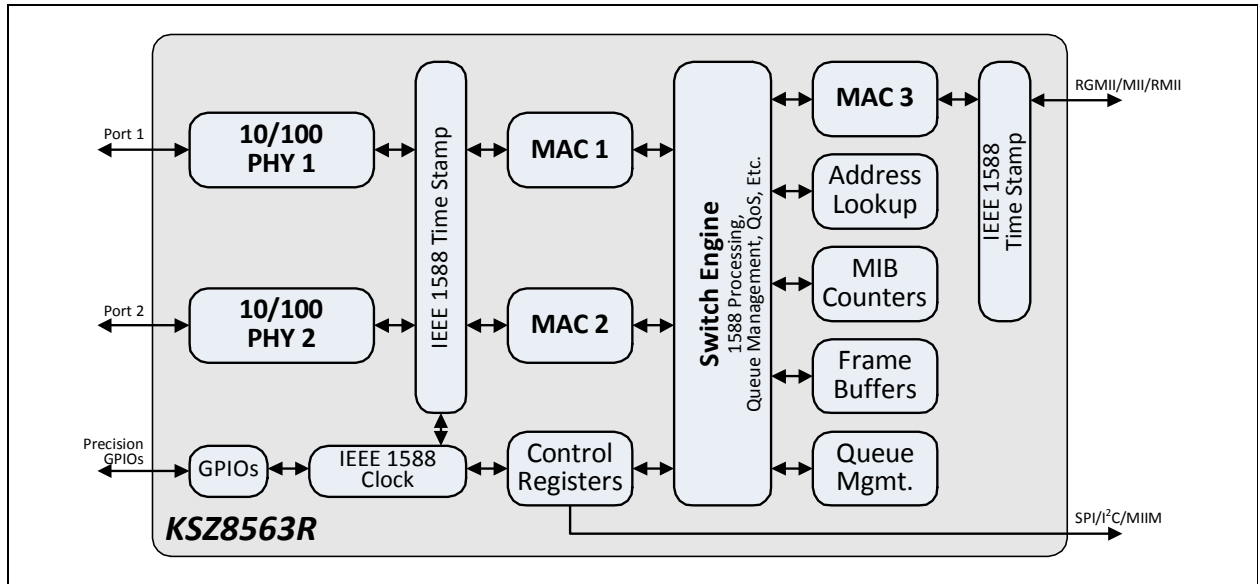 RGMII/MII/RMII
MAC 3
IEEE 1588
Time Stamp
Port 1
10/100
PHY 1
IEEE 1588 Time Stamp
MAC 1
Switch Engine
1588 Processing,
Queue Management, QoS, Etc.
Address
Lookup
MIB
Counters
Port 2
10/100
PHY 2
MAC 2
Frame
Buffers
Precision
GPIOs
GPIOs
IEEE 1588
Clock
Control
Registers
Queue
Mgmt.
KSZ8563R
SPI/I²C/MIIM